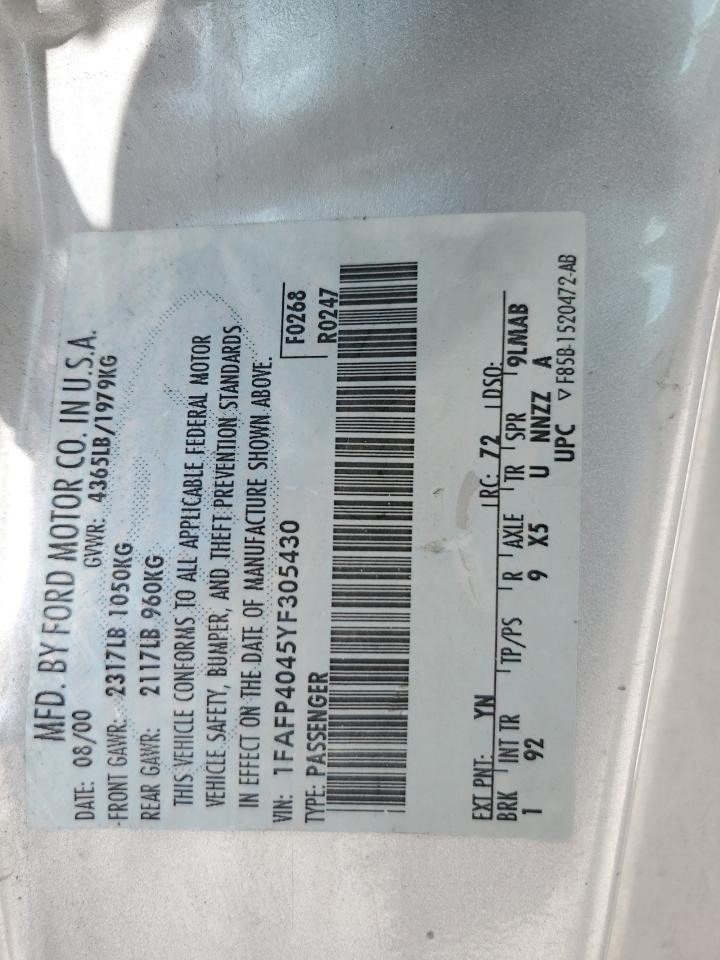 MFD. BY FORD MOTOR CO. IN U.S.A.
DATE: 08/00 GVWR: 4365LB/1979KG
FRONT GAWR: 2317LB 1050KG
REAR GAWR: 2117LB 960KG
THIS VEHICLE CONFORMS TO ALL APPLICABLE FEDERAL MOTOR
VEHICLE SAFETY, BUMPER, AND THEFT PREVENTION STANDARDS
IN EFFECT ON THE DATE OF MANUFACTURE SHOWN ABOVE.
VIN: 1FAFP4045YF305430 F0268
TYPE: PASSENGER R0247
EXT PNT: YN RC: 72 DSO:
BRK INT TR TP/PS R AXLE TR SPR 9LMAB
1 92 9 X5 U NNZZ A
UPC ▽F85B-1520472-AB